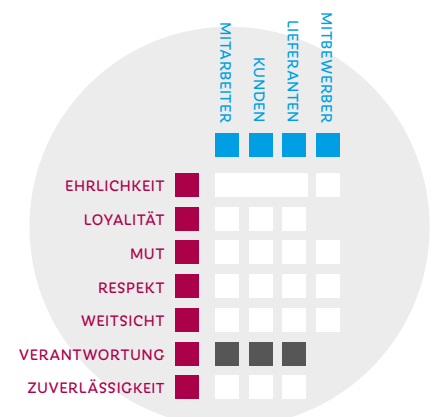 MITARBEITER
KUNDEN
LIEFERANTEN
MITBEWERBER
EHRLICHKEIT
LOYALITÄT
MUT
RESPEKT
WEITSICHT
VERANTWORTUNG
ZUVERLÄSSIGKEIT